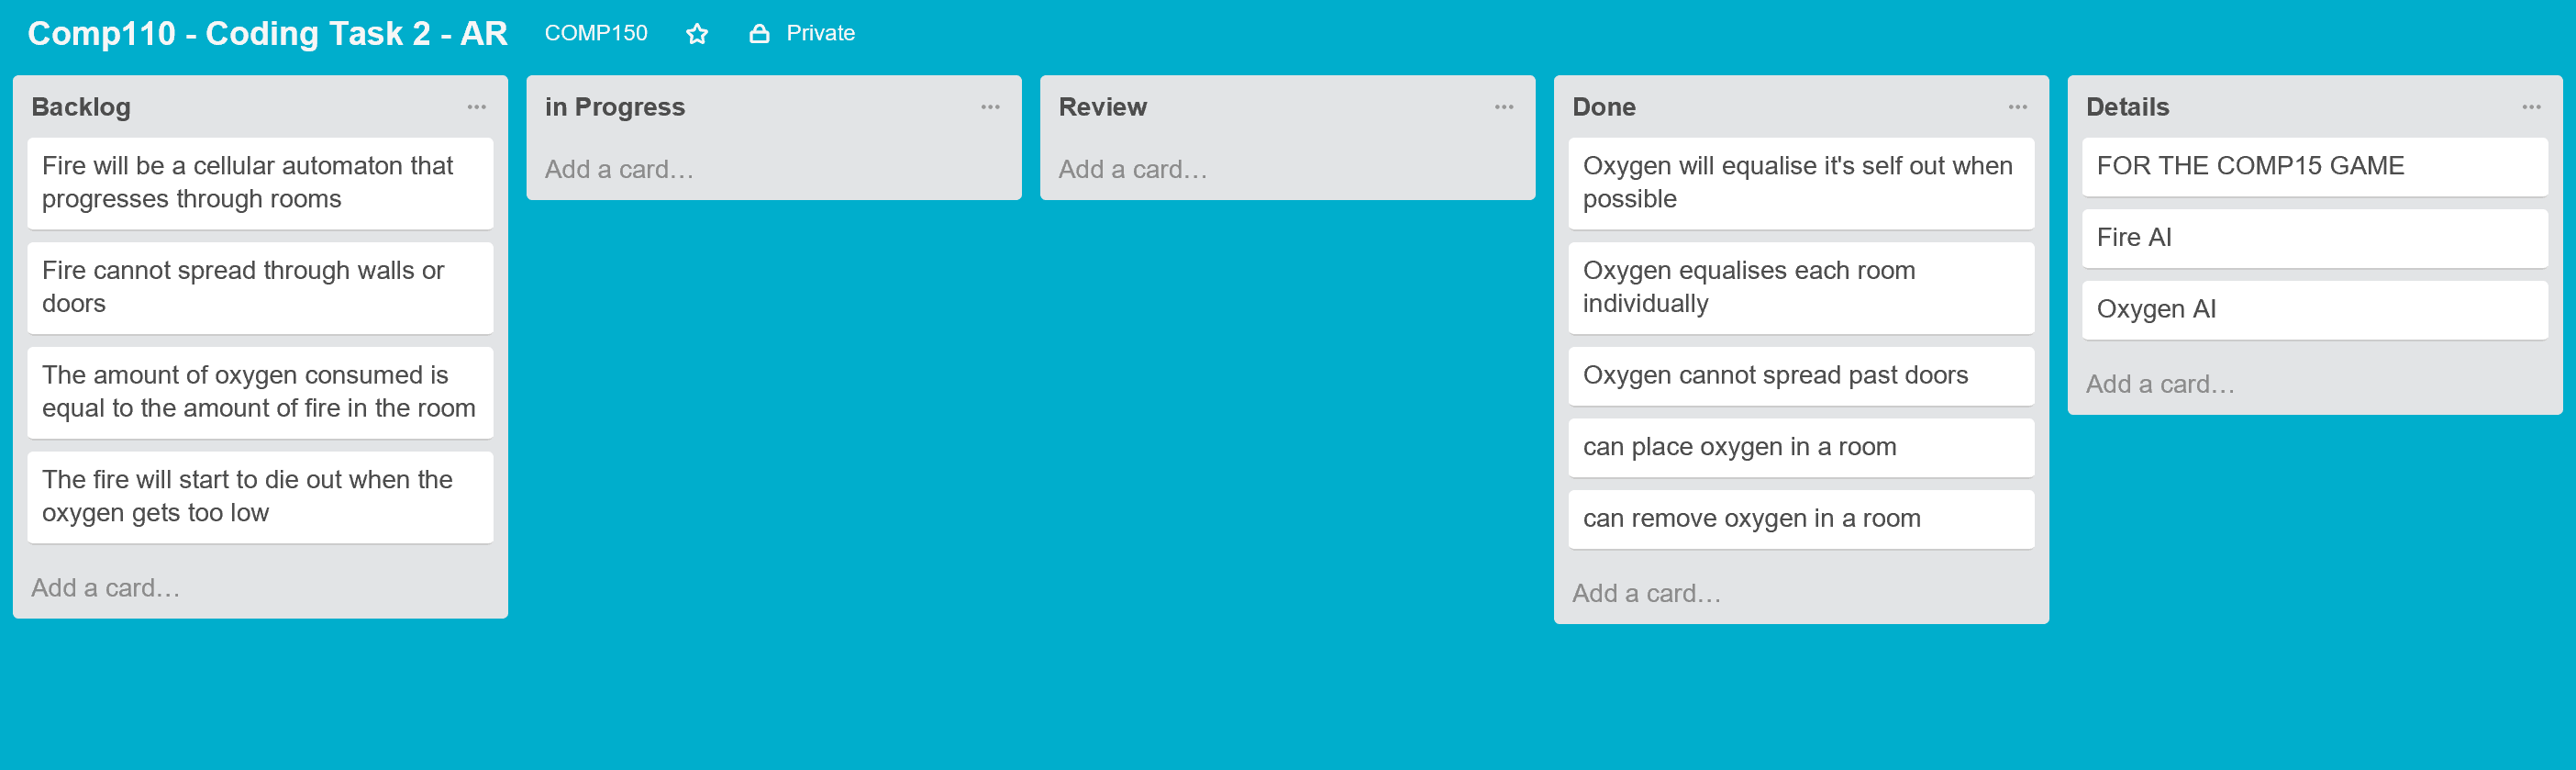 Comp110 - Coding Task 2 - AR
COMP150
Private
Backlog
Fire will be a cellular automaton that
progresses through rooms
Fire cannot spread through walls or
doors
The amount of oxygen consumed is
equal to the amount of fire in the room
The fire will start to die out when the
oxygen gets too low
Add a card…
in Progress
Add a card…
Review
Add a card…
Done
Oxygen will equalise it's self out when
possible
Oxygen equalises each room
individually
Oxygen cannot spread past doors
can place oxygen in a room
can remove oxygen in a room
Add a card…
Details
FOR THE COMP15 GAME
Fire AI
Oxygen AI
Add a card…